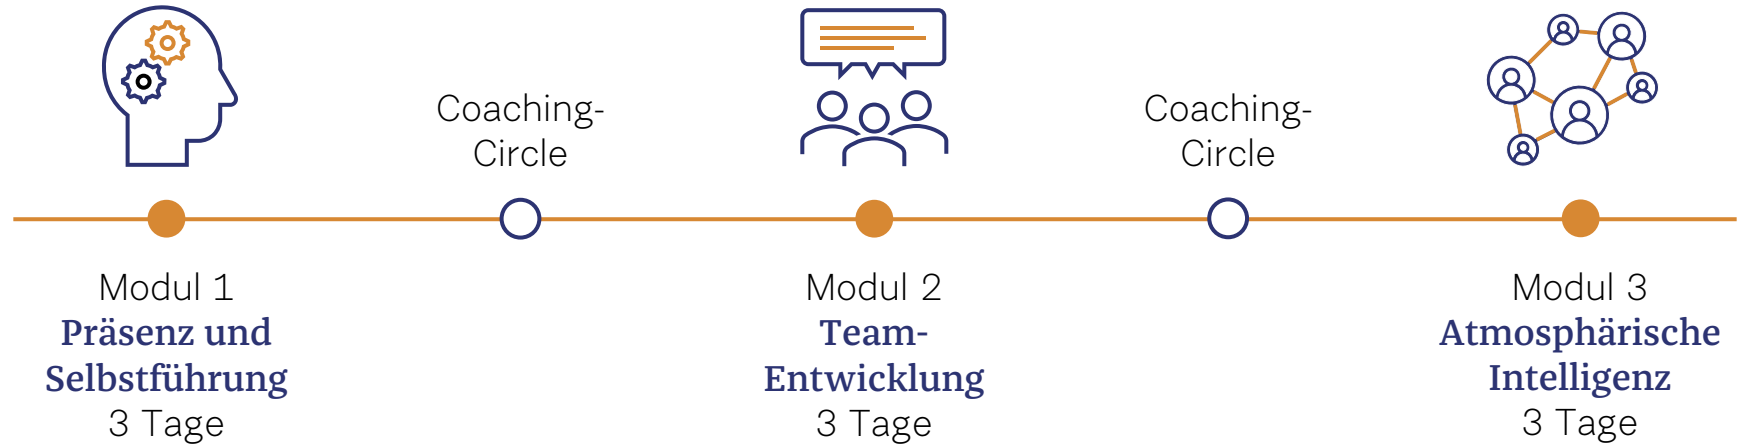 Coaching-
Circle
Coaching-
Circle
Modul 1
Präsenz und
Selbstführung
3 Tage
Modul 2
Team-
Entwicklung
3 Tage
Modul 3
Atmosphärische
Intelligenz
3 Tage